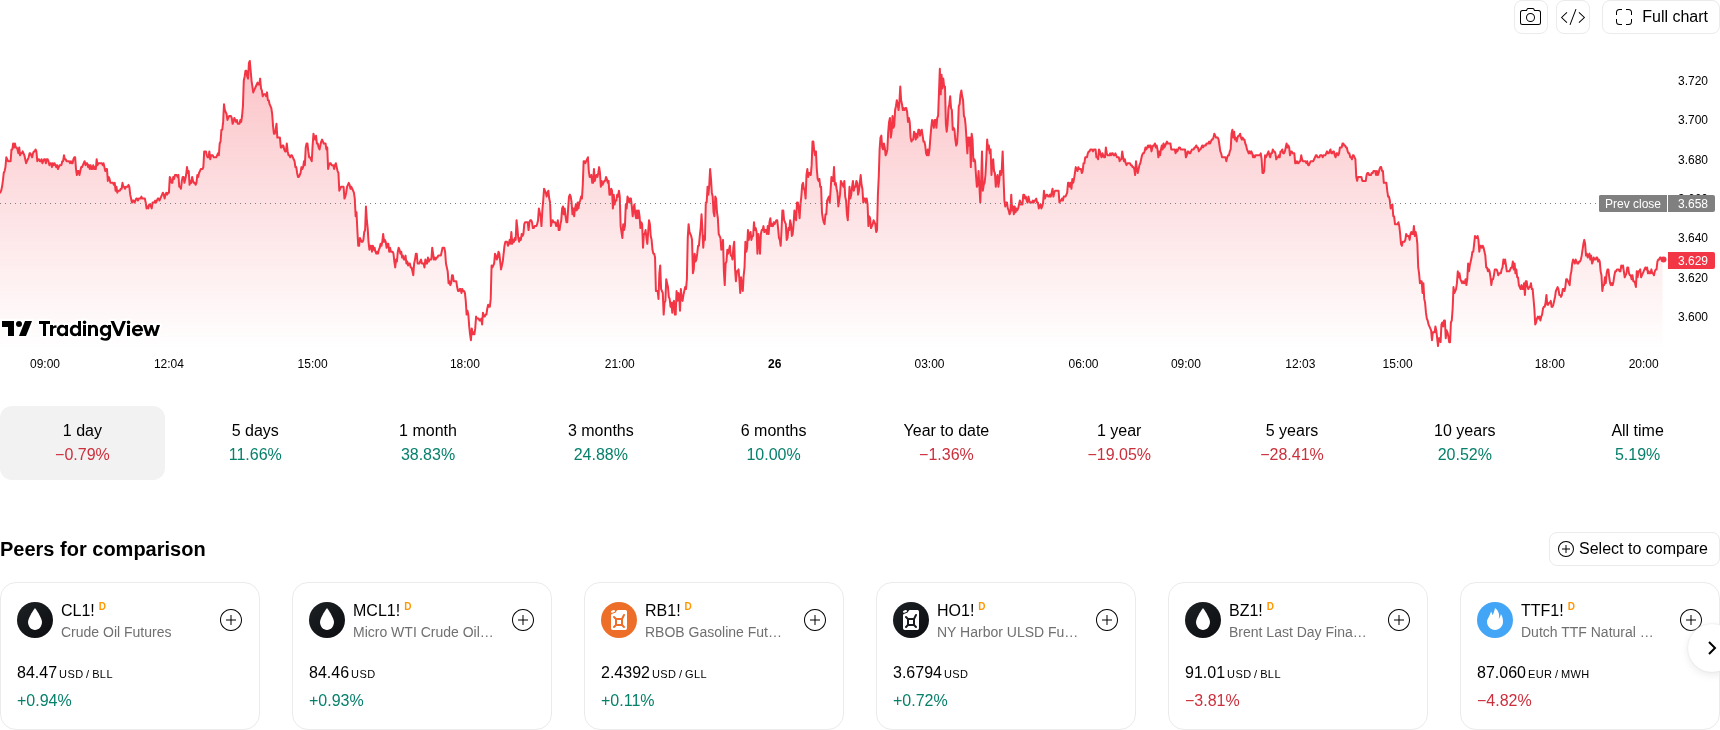 Full chart
3.720
3.700
3.680
Prev close 3.658
3.640
3.629
3.620
3.600
TradingView
09:00 12:04 15:00 18:00 21:00 26 03:00 06:00 09:00 12:03 15:00 18:00 20:00
1 day 5 days 1 month 3 months 6 months Year to date 1 year 5 years 10 years All time
−0.79% 11.66% 38.83% 24.88% 10.00% −1.36% −19.05% −28.41% 20.52% 5.19%
Peers for comparison
Select to compare
CL1! D
Crude Oil Futures
84.47 USD / BLL
+0.94%
MCL1! D
Micro WTI Crude Oil…
84.46 USD
+0.93%
RB1! D
RBOB Gasoline Fut…
2.4392 USD / GLL
+0.11%
HO1! D
NY Harbor ULSD Fu…
3.6794 USD
+0.72%
BZ1! D
Brent Last Day Fina…
91.01 USD / BLL
−3.81%
TTF1! D
Dutch TTF Natural …
87.060 EUR / MWH
−4.82%